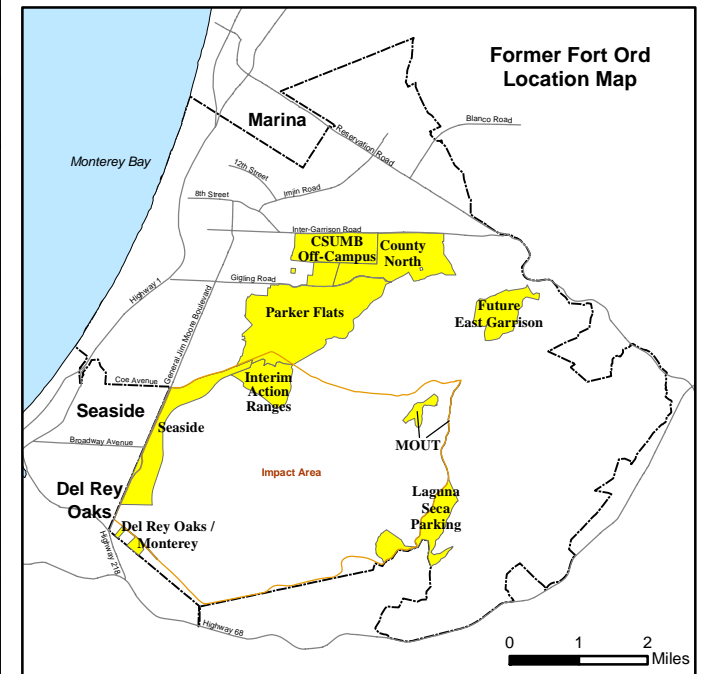 Former Fort Ord
Location Map
Marina
Blanco Road
Reservation Road
Monterey Bay
12th Street
Imjin Road
8th Street
Inter-Garrison Road
CSUMB
Off-Campus
County
North
Gigling Road
Highway 1
General Jim Moore Boulevard
Parker Flats
Future
East Garrison
Coe Avenue
Interim
Action
Ranges
Seaside
Seaside
Broadway Avenue
MOUT
Impact Area
Del Rey
Oaks
Laguna
Seca
Parking
Del Rey Oaks /
Monterey
Highway 218
Highway 68
0 1 2
Miles